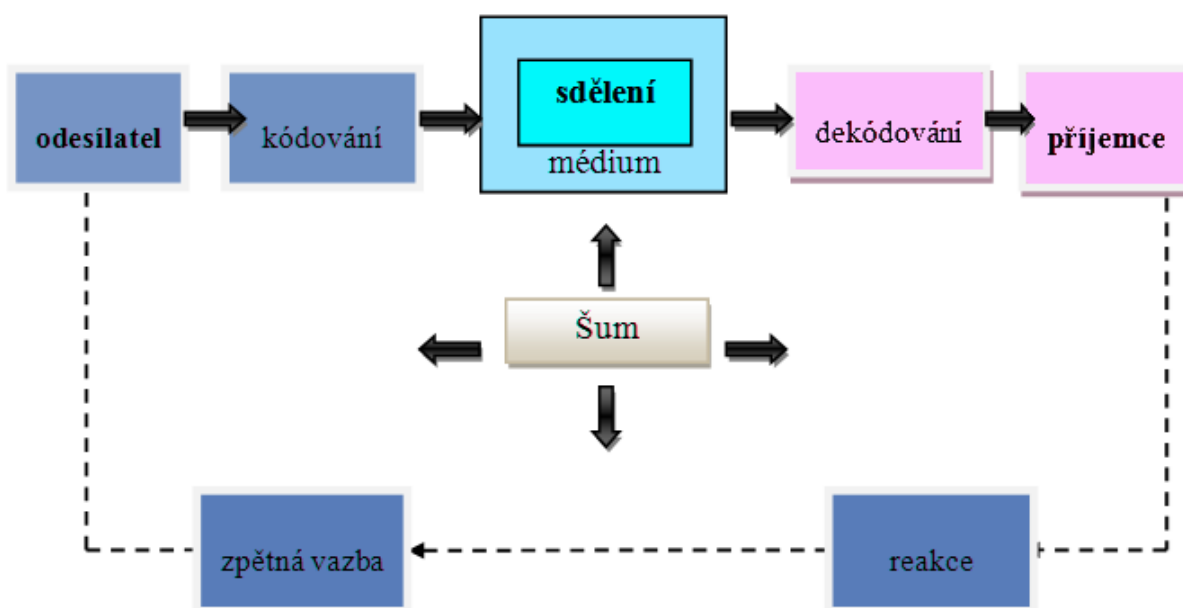 odesílatel
kódování
sdělení
médium
dekódování
příjemce
Šum
zpětná vazba
reakce